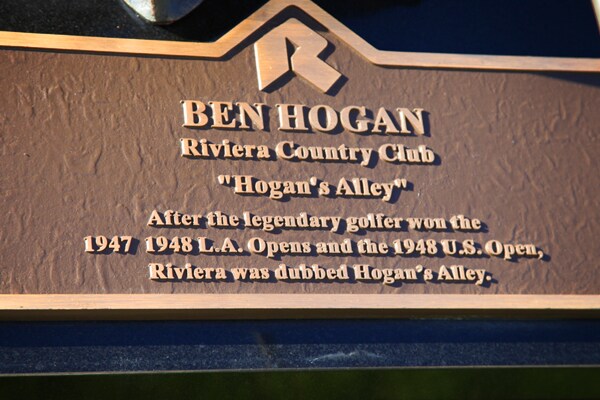 R
BEN HOGAN
Riviera Country Club
"Hogan's Alley"
After the legendary golfer won the
1947 1948 L.A. Opens and the 1948 U.S. Open,
Riviera was dubbed Hogan's Alley.